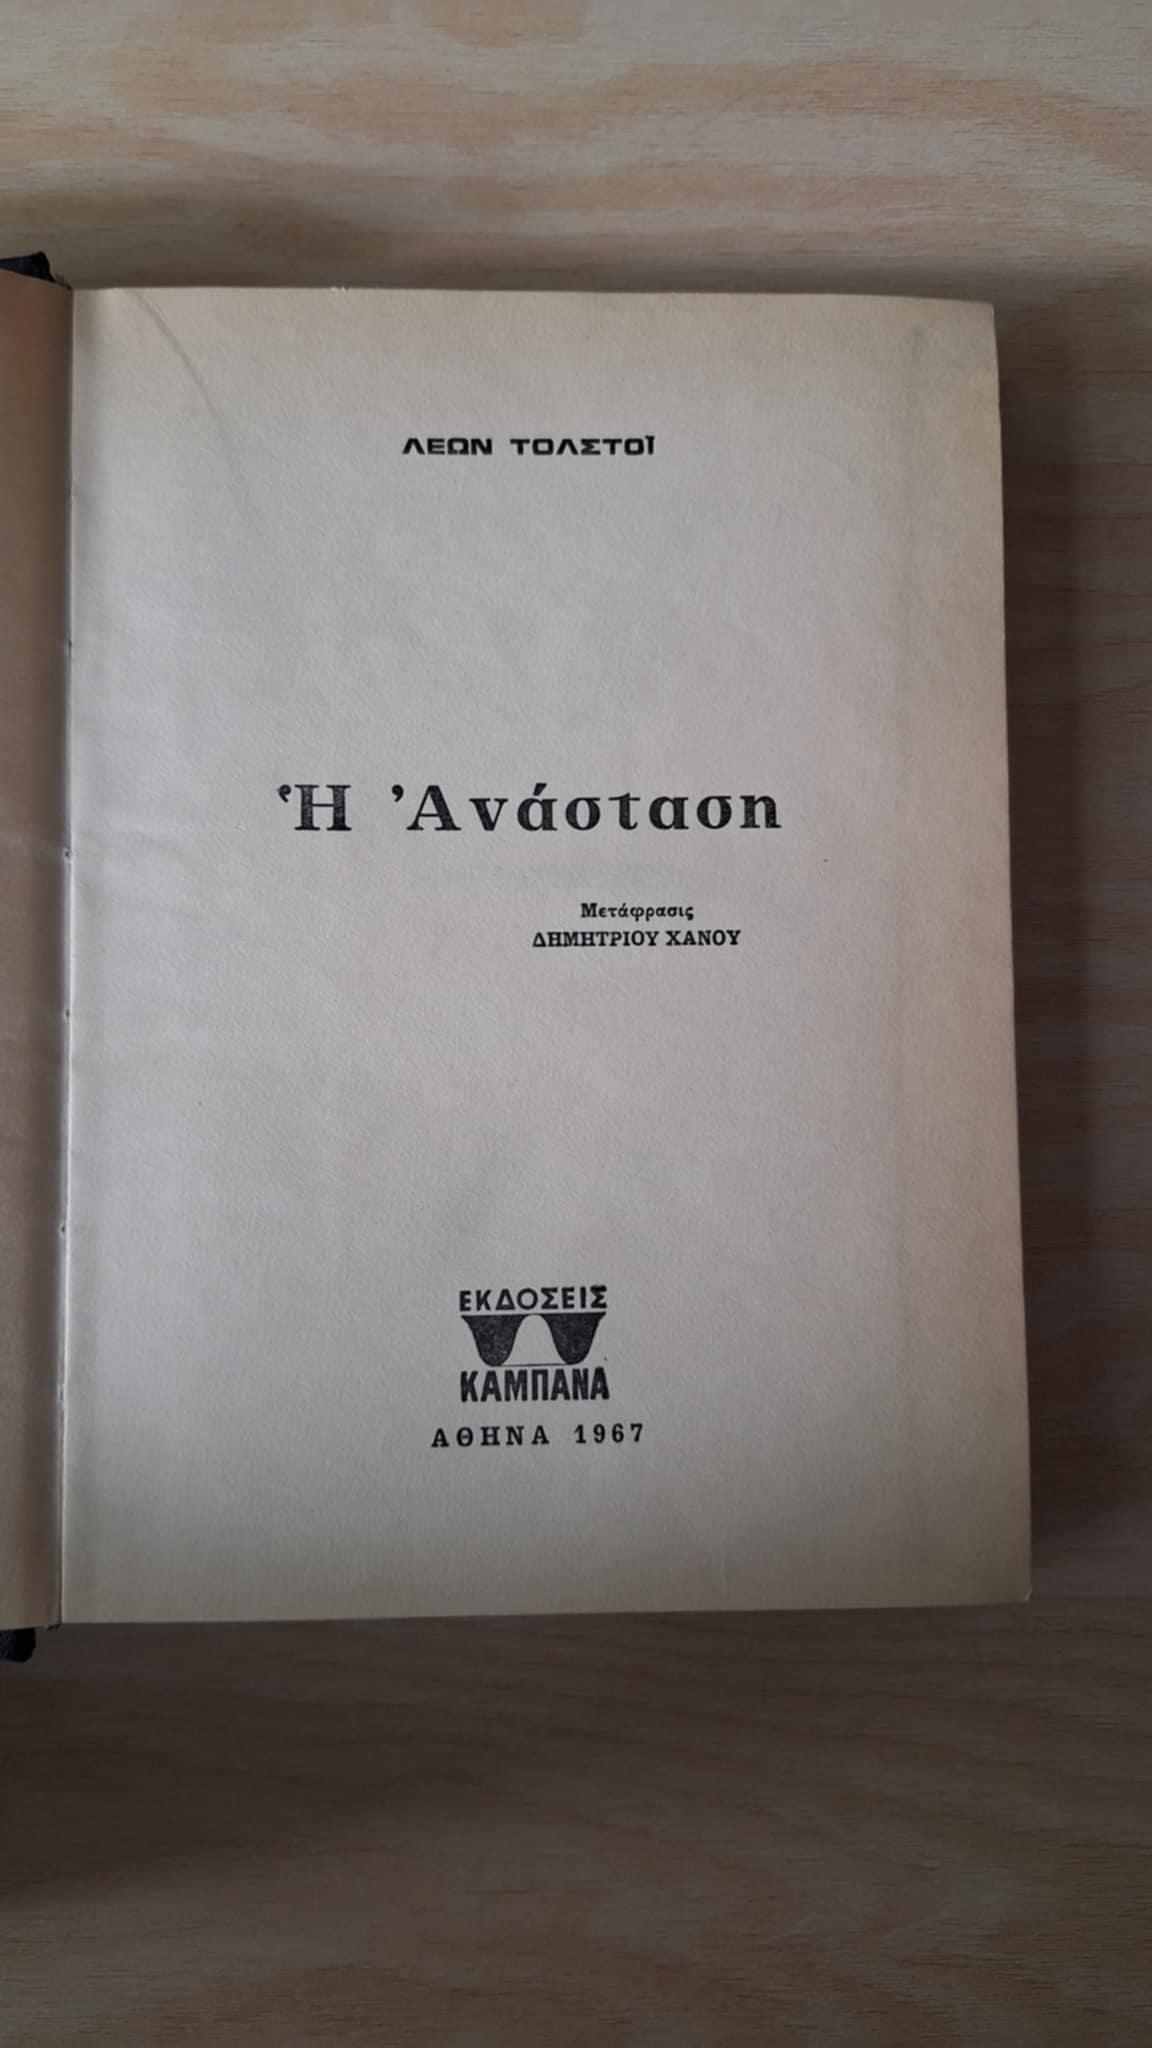 ΛΕΩΝ ΤΟΛΣΤΟΪ
Ἡ Ἀνάσταση
Μετάφρασις
ΔΗΜΗΤΡΙΟΥ ΧΑΝΟΥ
ΕΚΔΟΣΕΙΣ
ΚΑΜΠΑΝΑ
ΑΘΗΝΑ 1967